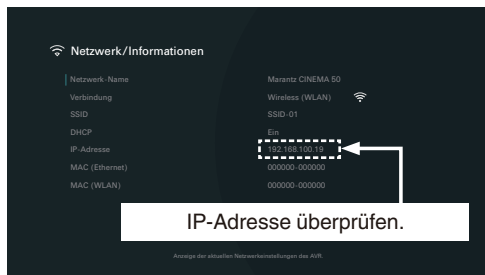 Netzwerk/Informationen
Netzwerk-Name Marantz CINEMA 50
Verbindung Wireless (WLAN)
SSID SSID-01
DHCP Ein
IP-Adresse 192.168.100.19
MAC (Ethernet) 000000-000000
MAC (WLAN) 000000-000000
IP-Adresse überprüfen.
Anzeige der aktuellen Netzwerkeinstellungen des AVR.